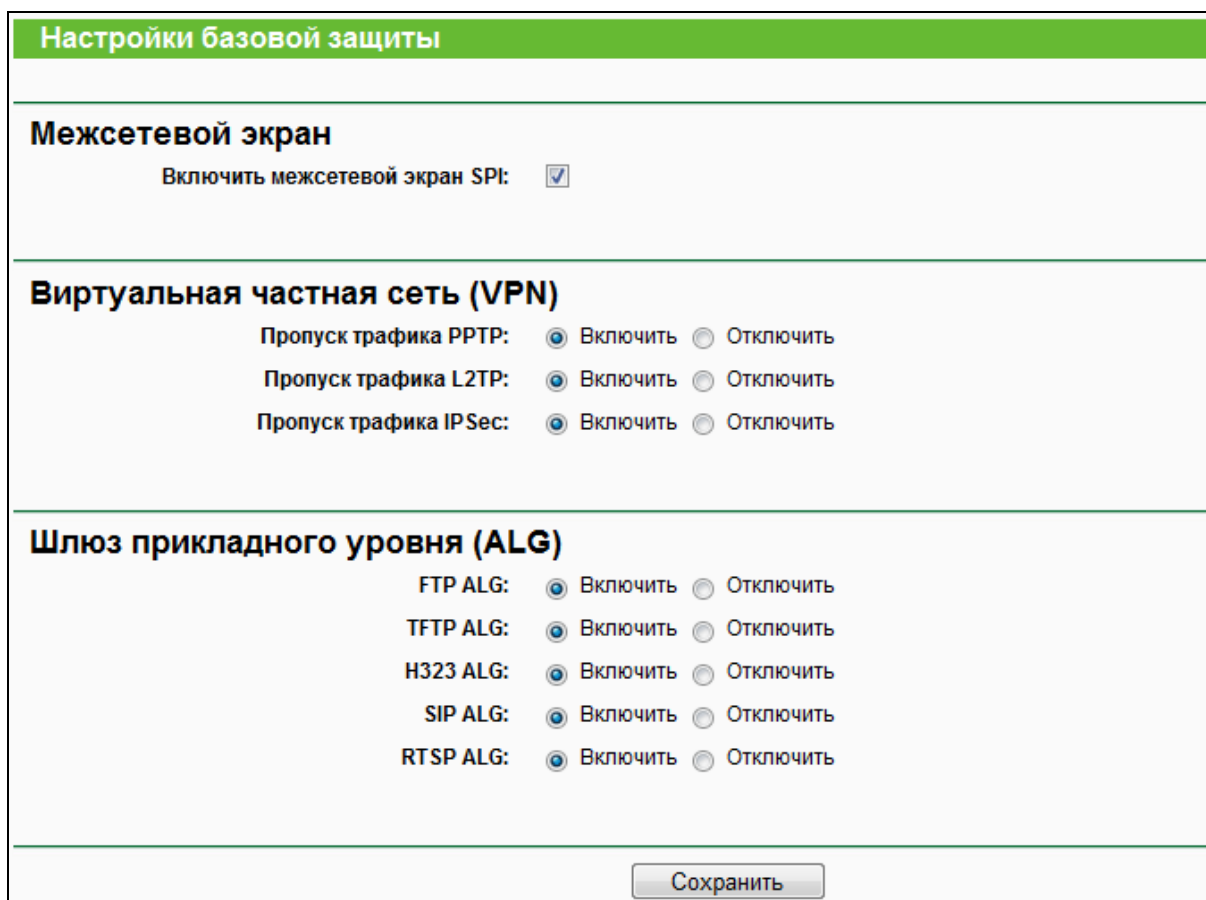 Настройки базовой защиты
Межсетевой экран
Включить межсетевой экран SPI:
Виртуальная частная сеть (VPN)
Пропуск трафика PPTP: Включить Отключить
Пропуск трафика L2TP: Включить Отключить
Пропуск трафика IPSec: Включить Отключить
Шлюз прикладного уровня (ALG)
FTP ALG: Включить Отключить
TFTP ALG: Включить Отключить
H323 ALG: Включить Отключить
SIP ALG: Включить Отключить
RTSP ALG: Включить Отключить
Сохранить